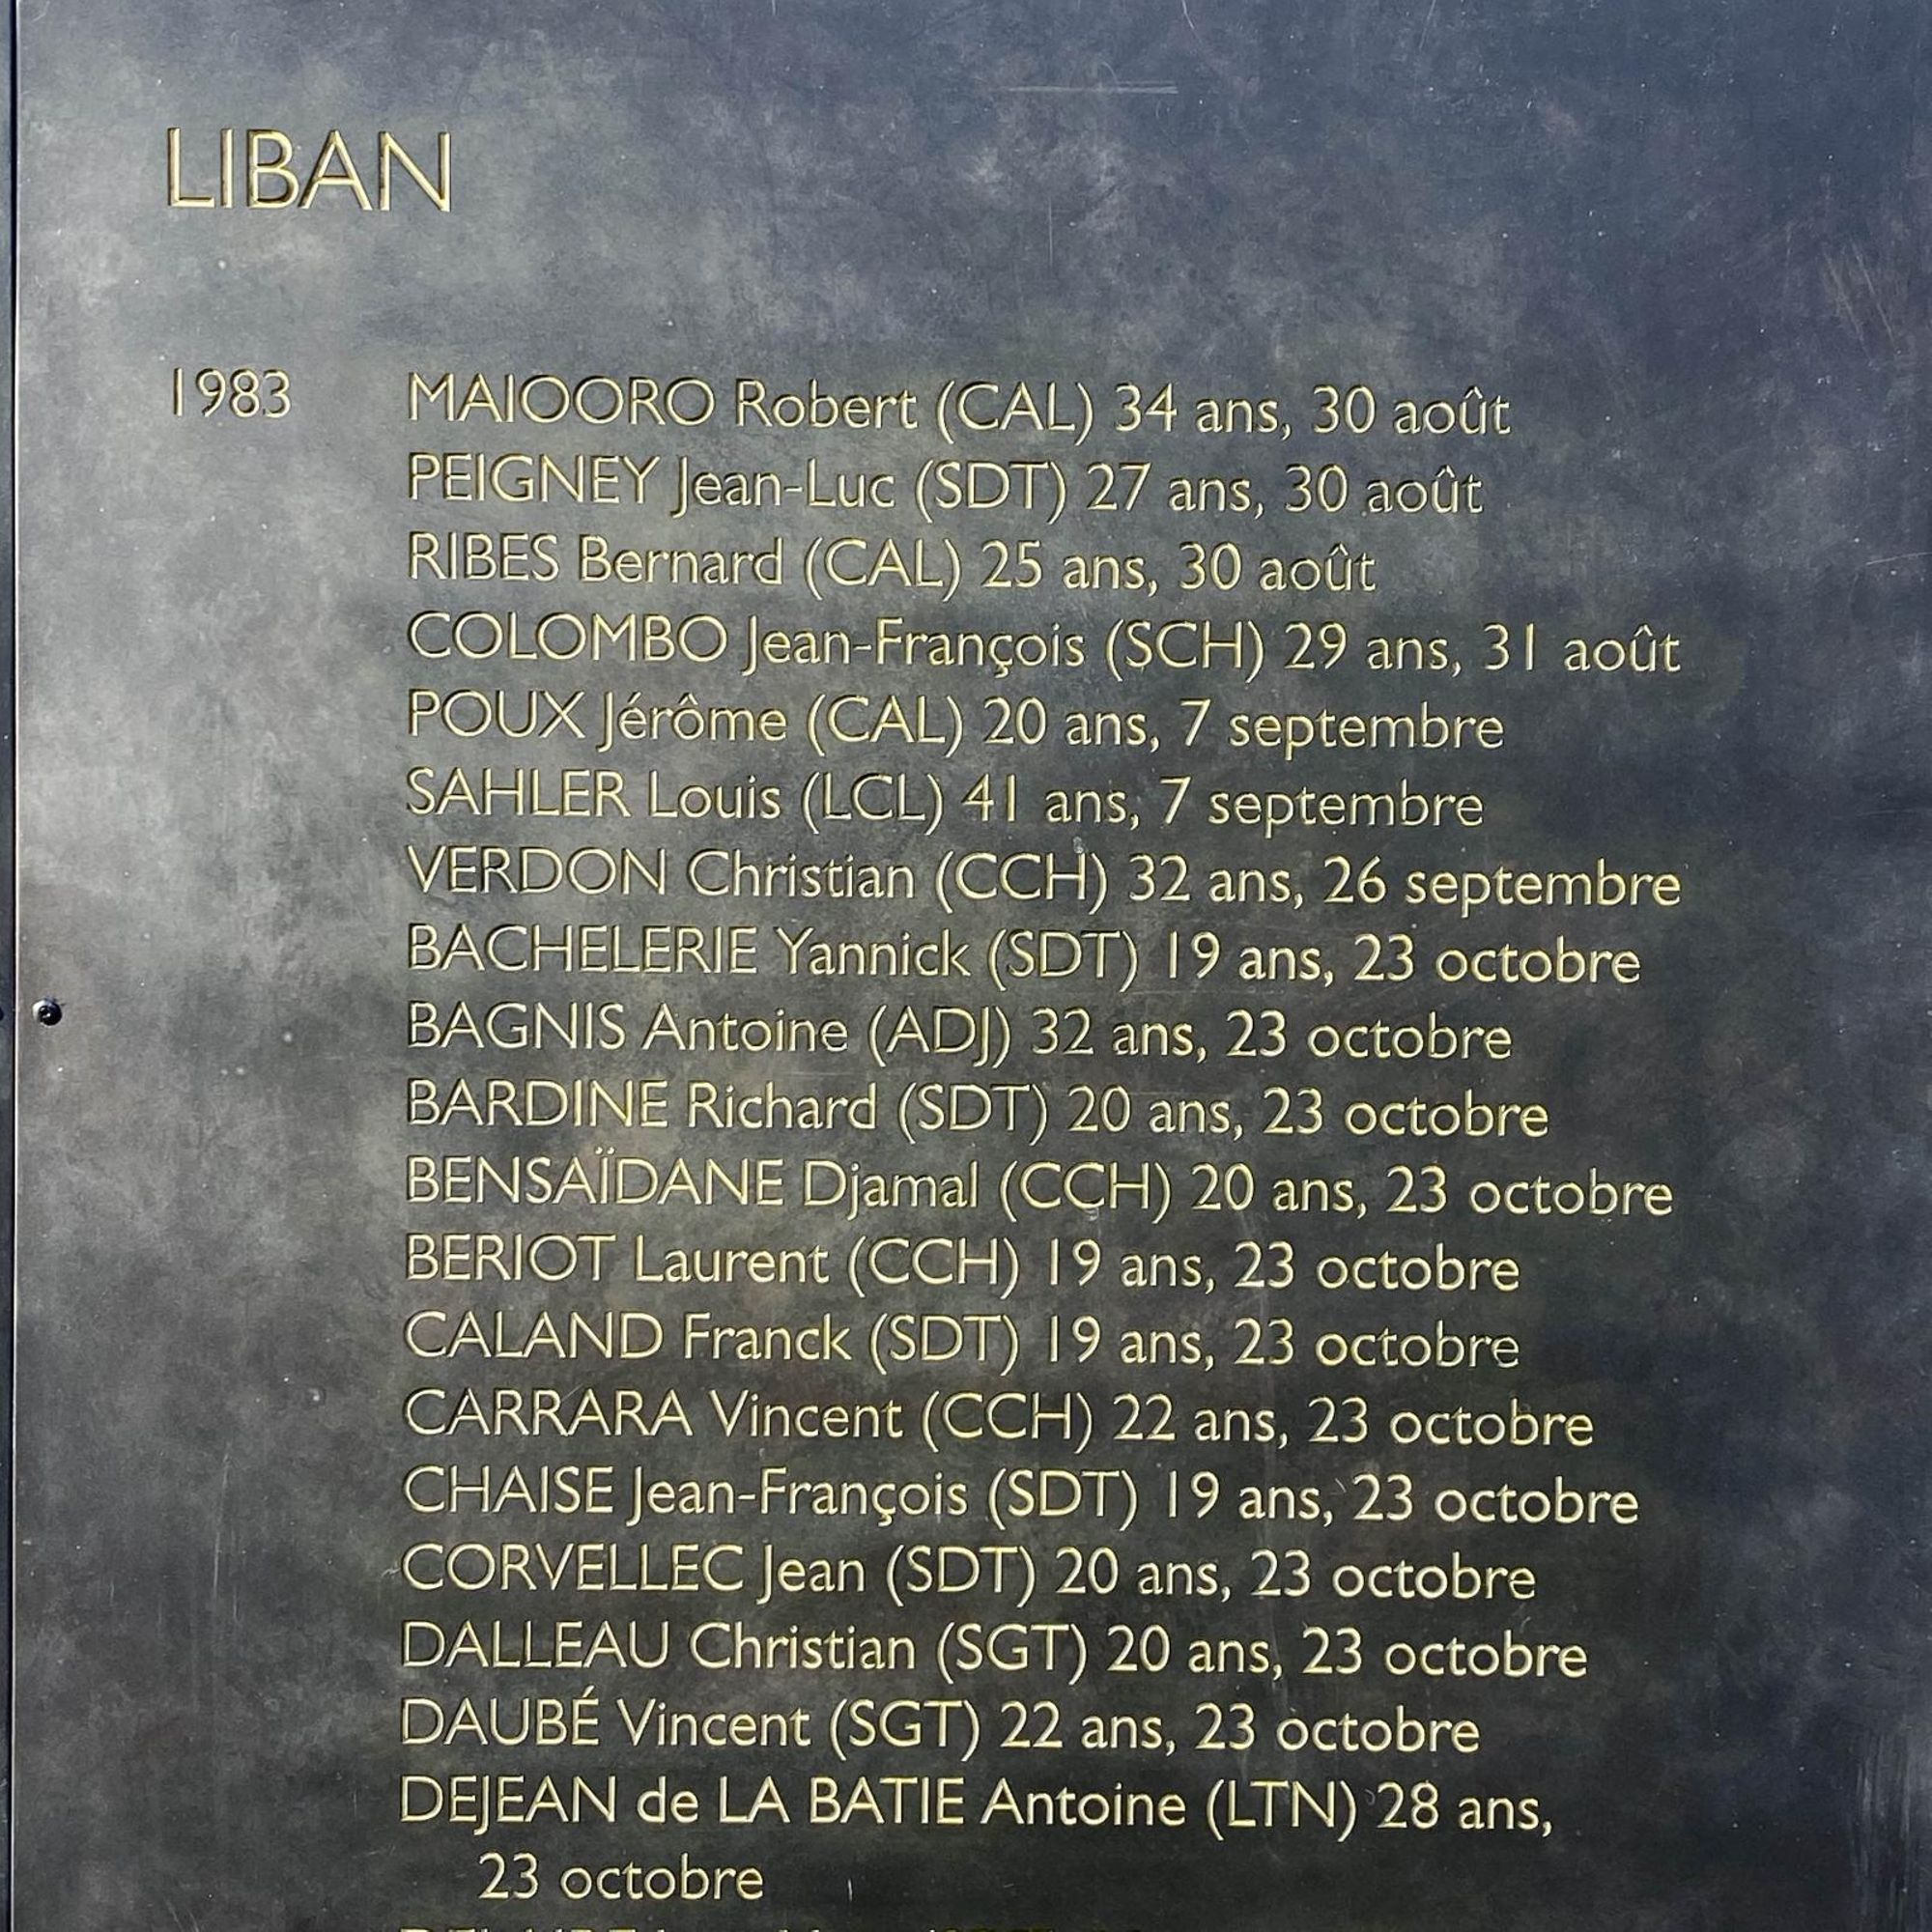 LIBAN
1983 MAIOORO Robert (CAL) 34 ans, 30 août
PEIGNEY Jean-Luc (SDT) 27 ans, 30 août
RIBES Bernard (CAL) 25 ans, 30 août
COLOMBO Jean-François (SCH) 29 ans, 31 août
POUX Jérôme (CAL) 20 ans, 7 septembre
SAHLER Louis (LCL) 41 ans, 7 septembre
VERDON Christian (CCH) 32 ans, 26 septembre
BACHELERIE Yannick (SDT) 19 ans, 23 octobre
BAGNIS Antoine (ADJ) 32 ans, 23 octobre
BARDINE Richard (SDT) 20 ans, 23 octobre
BENSAÏDANE Djamal (CCH) 20 ans, 23 octobre
BERIOT Laurent (CCH) 19 ans, 23 octobre
CALAND Franck (SDT) 19 ans, 23 octobre
CARRARA Vincent (CCH) 22 ans, 23 octobre
CHAISE Jean-François (SDT) 19 ans, 23 octobre
CORVELLEC Jean (SDT) 20 ans, 23 octobre
DALLEAU Christian (SGT) 20 ans, 23 octobre
DAUBÉ Vincent (SGT) 22 ans, 23 octobre
DEJEAN de LA BATIE Antoine (LTN) 28 ans,
23 octobre